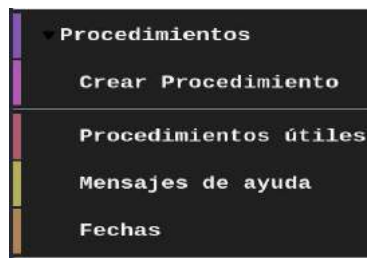 Procedimientos
Crear Procedimiento
Procedimientos útiles
Mensajes de ayuda
Fechas